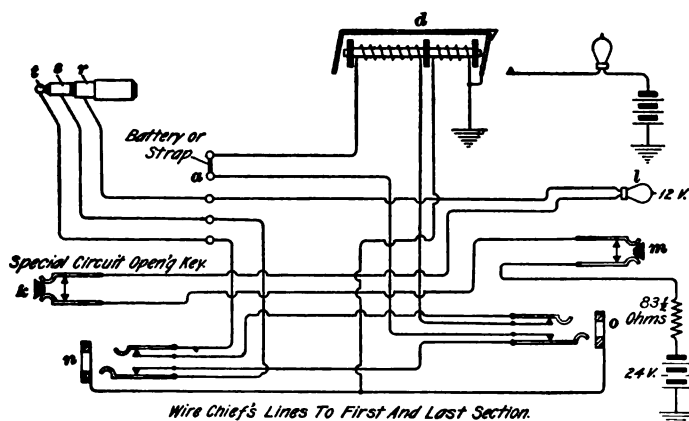 d
t s r
Battery or
Strap
a
l
12 V.
Special Circuit Open'g Key.
k
m
83⅓
Ohms
o
n
24 V.
Wire Chief's Lines To First And Last Section.